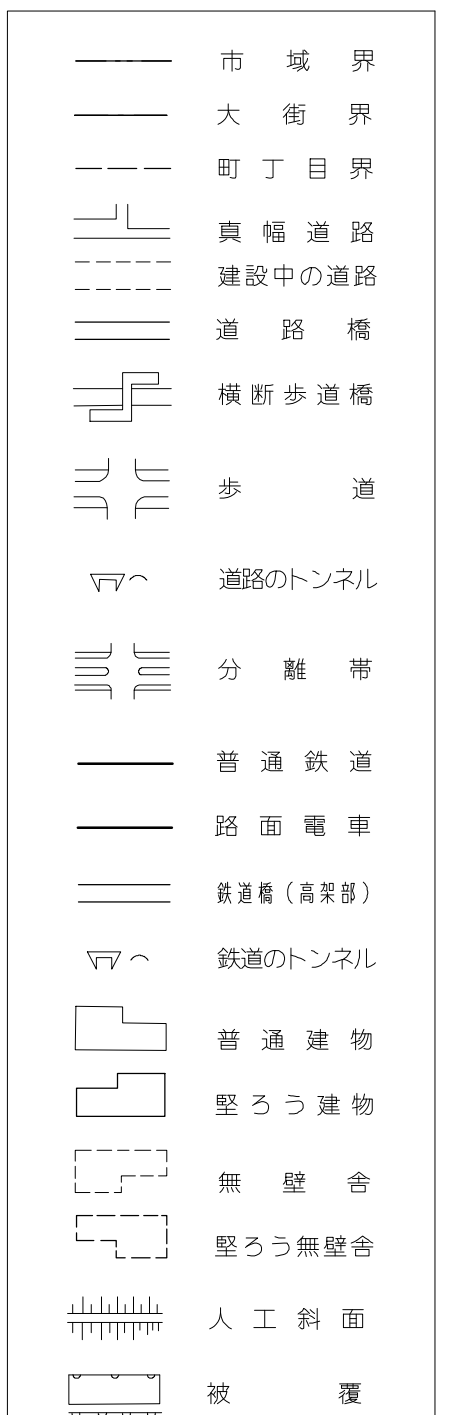 市域界
大街界
町丁目界
真幅道路
建設中の道路
道路橋
横断歩道橋
歩道
道路のトンネル
分離帯
普通鉄道
路面電車
鉄道橋（高架部）
鉄道のトンネル
普通建物
堅ろう建物
無壁舎
堅ろう無壁舎
人工斜面
被覆